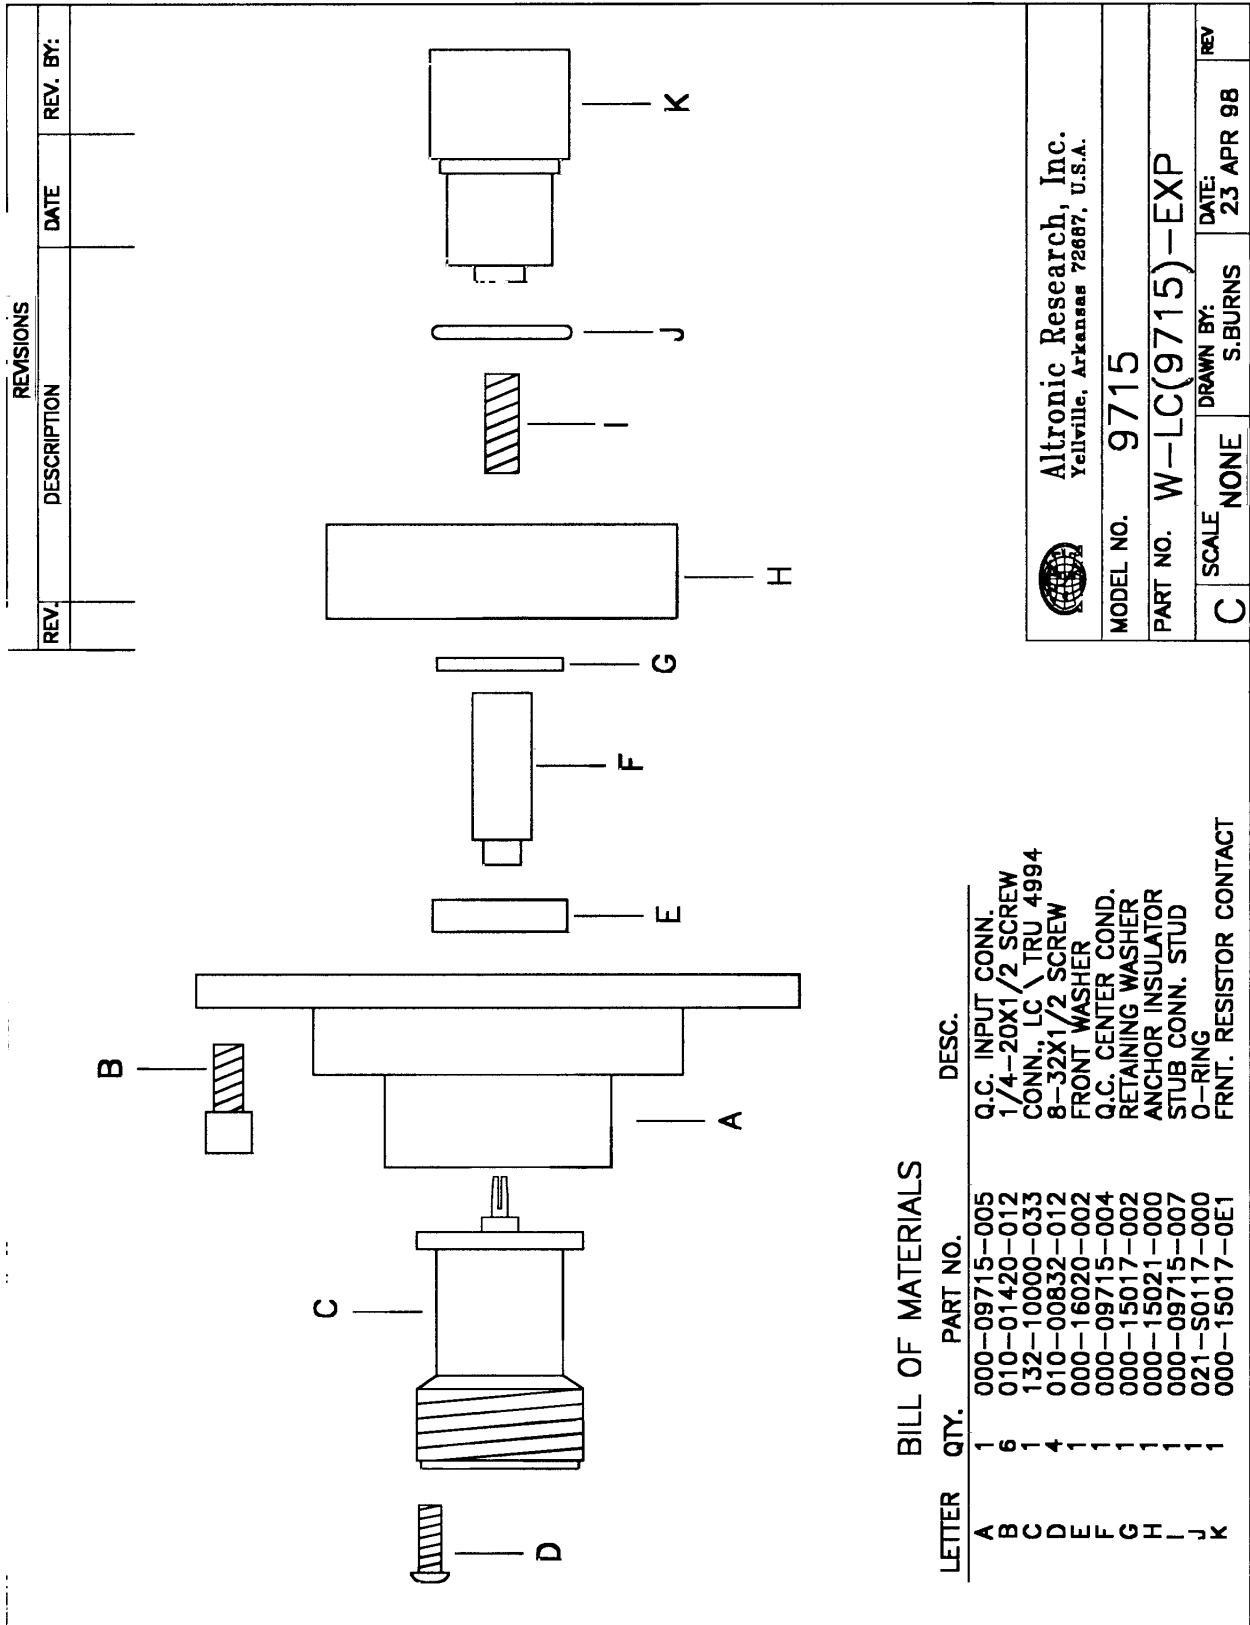 REVISIONS
REV. DESCRIPTION DATE REV. BY:
B
C
D
A
E
F
G
H
I
J
K
BILL OF MATERIALS
LETTER QTY. PART NO. DESC.
A 1 000-09715-005 Q.C. INPUT CONN.
B 6 010-01420-012 1/4-20X1/2 SCREW
C 1 132-10000-033 CONN., LC \ TRU 4994
D 4 010-00832-012 8-32X1/2 SCREW
E 1 000-16020-002 FRONT WASHER
F 1 000-09715-004 Q.C. CENTER COND.
G 1 000-15017-002 RETAINING WASHER
H 1 000-15021-000 ANCHOR INSULATOR
I 1 000-09715-007 STUB CONN. STUD
J 1 021-S0117-000 O-RING
K 1 000-15017-0E1 FRNT. RESISTOR CONTACT
Altronic Research, Inc.
Yellville, Arkansas 72687, U.S.A.
MODEL NO. 9715
PART NO. W-LC(9715)-EXP
C SCALE NONE DRAWN BY: S.BURNS DATE: 23 APR 98 REV